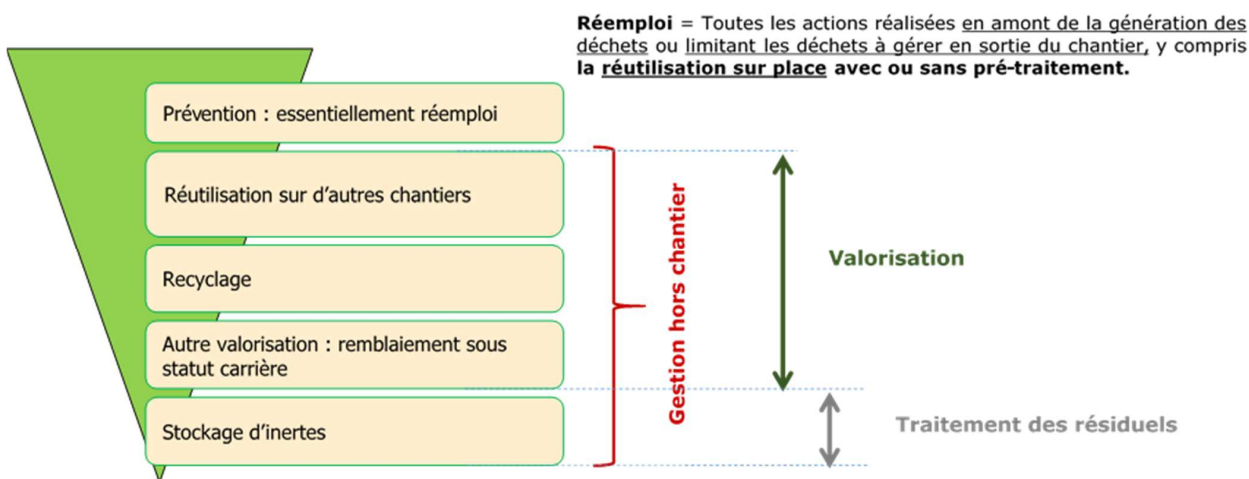 Réemploi = Toutes les actions réalisées en amont de la génération des
déchets ou limitant les déchets à gérer en sortie du chantier, y compris
la réutilisation sur place avec ou sans pré-traitement.
Prévention : essentiellement réemploi
Réutilisation sur d'autres chantiers
Recyclage
Autre valorisation : remblaiement sous
statut carrière
Stockage d'inertes
Gestion hors chantier
Valorisation
Traitement des résiduels